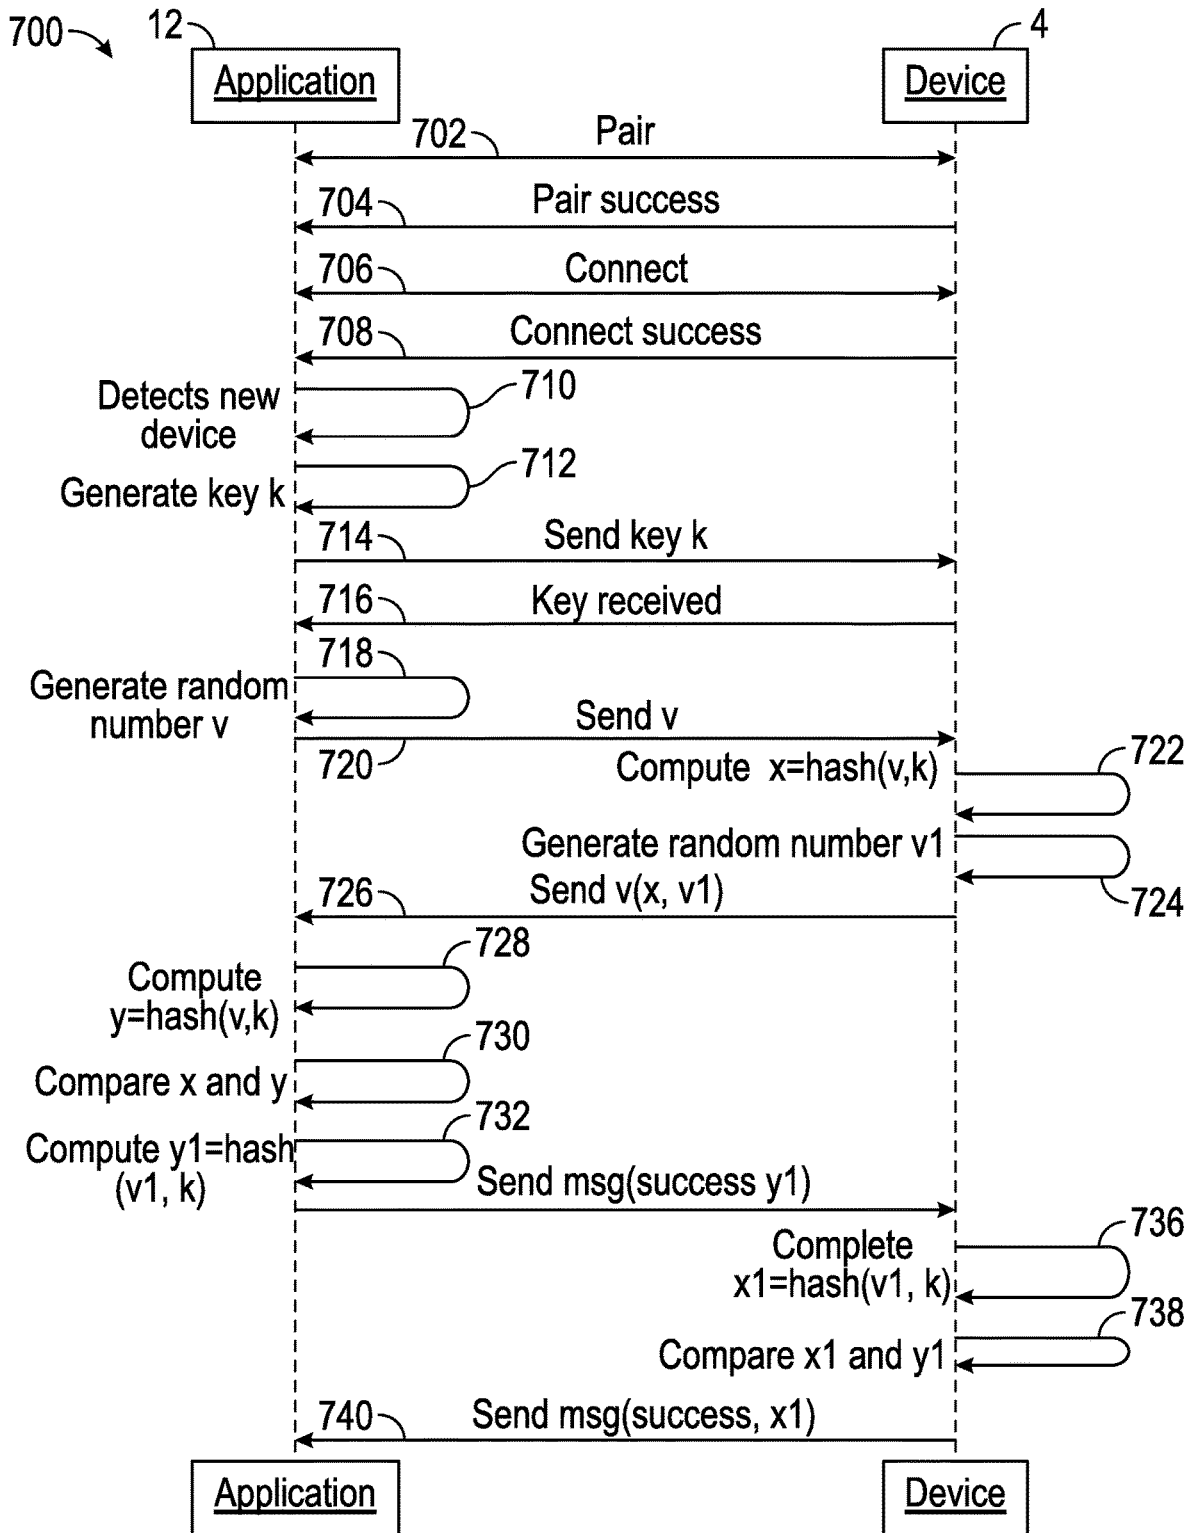 700
12
4
Application
Device
702
Pair
704
Pair success
706
Connect
708
Connect success
Detects new
device
710
Generate key k
712
714
Send key k
716
Key received
718
Generate random
number v
Send v
720
Compute x=hash(v,k)
722
Generate random number v1
724
726
Send v(x, v1)
728
Compute
y=hash(v,k)
730
Compare x and y
732
Compute y1=hash
(v1, k)
Send msg(success y1)
736
Complete
x1=hash(v1, k)
738
Compare x1 and y1
740
Send msg(success, x1)
Application
Device